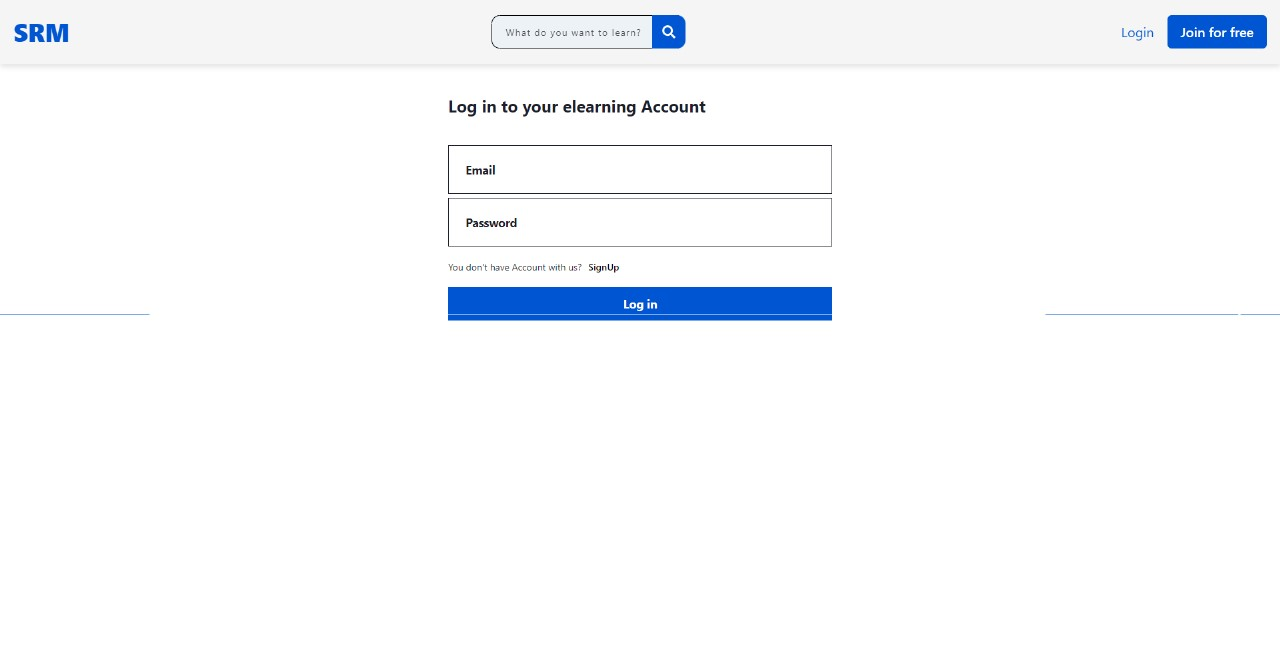 SRM
What do you want to learn?
Login
Join for free
Log in to your elearning Account
Email
Password
You don't have Account with us? SignUp
Log in